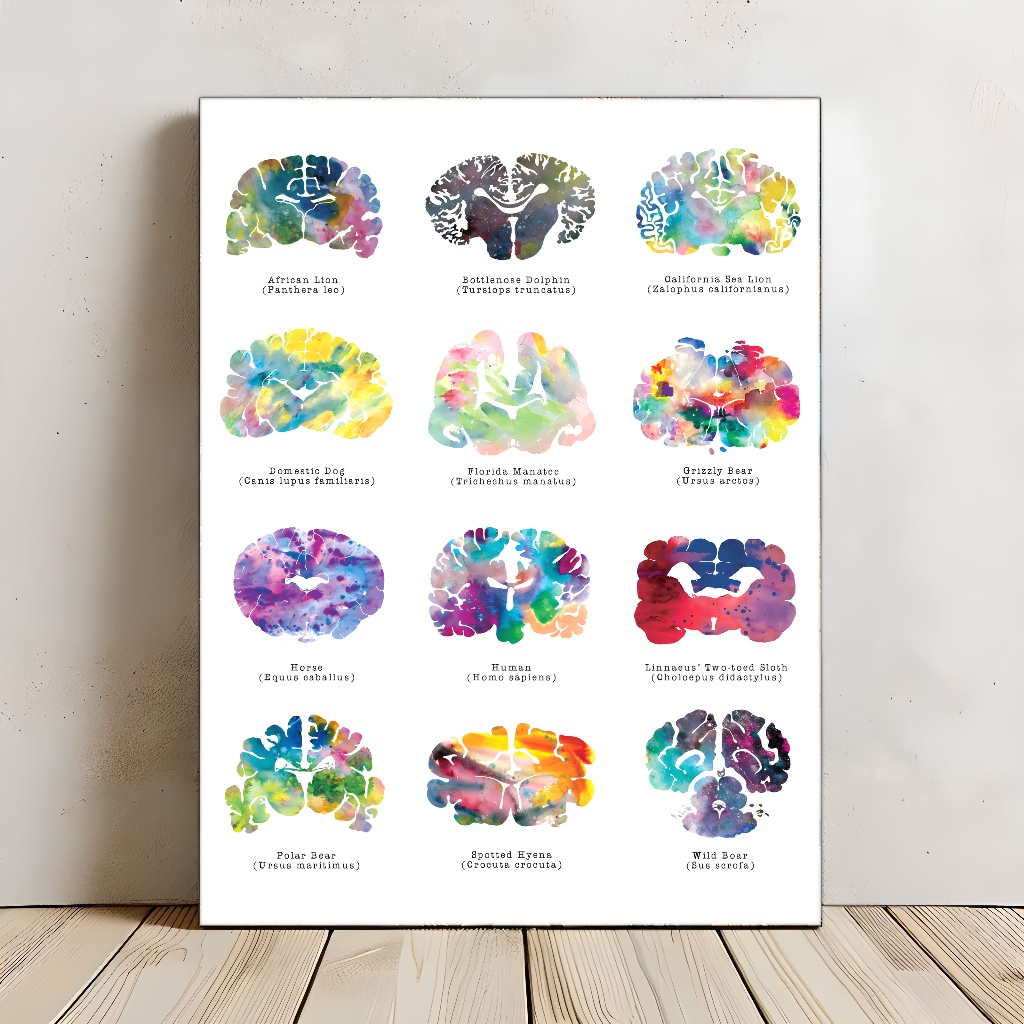 African Lion
(Panthera leo)
Bottlenose Dolphin
(Tursiops truncatus)
California Sea Lion
(Zalophus californianus)
Domestic Dog
(Canis lupus familiaris)
Florida Manatee
(Trichechus manatus)
Grizzly Bear
(Ursus arctos)
Horse
(Equus caballus)
Human
(Homo sapiens)
Linnaeus' Two-toed Sloth
(Choloepus didactylus)
Polar Bear
(Ursus maritimus)
Spotted Hyena
(Crocuta crocuta)
Wild Boar
(Sus scrofa)